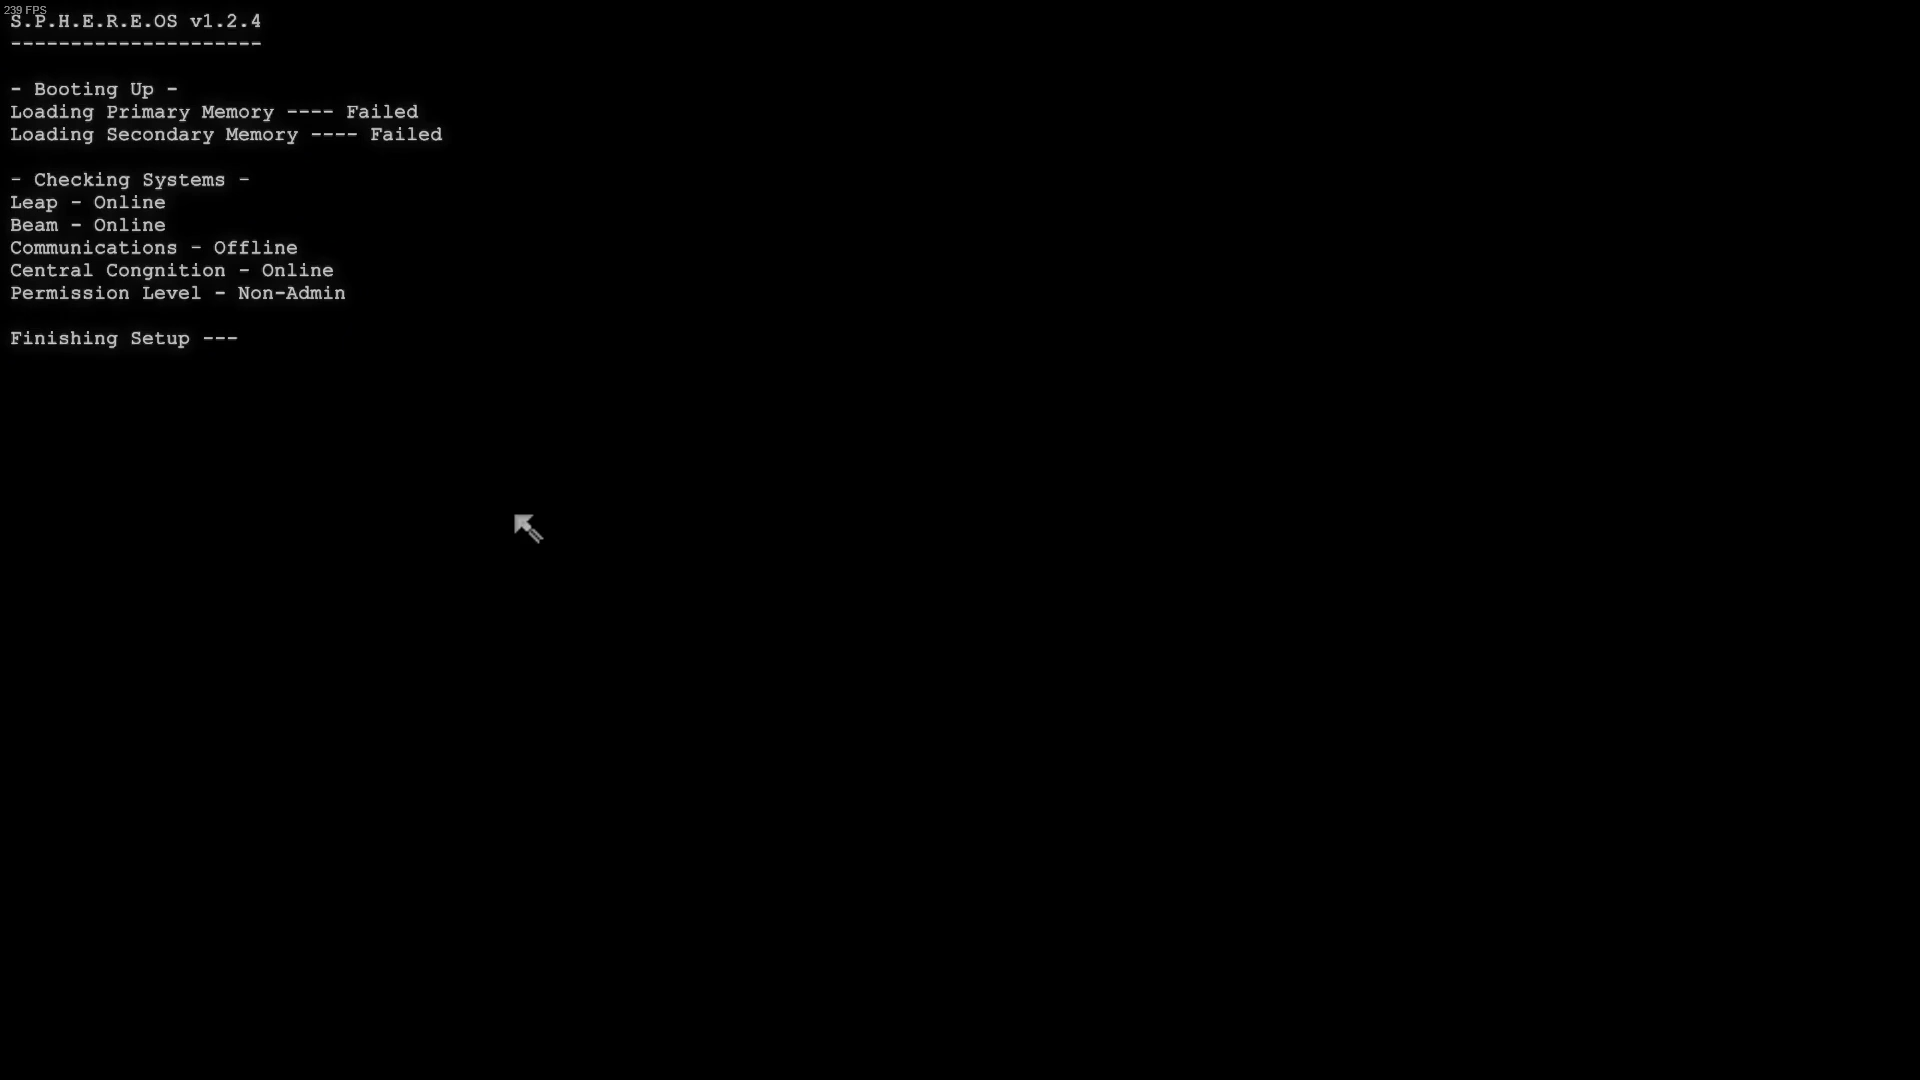 239 FPS
S.P.H.E.R.E.OS v1.2.4
---------------------
- Booting Up -
Loading Primary Memory ---- Failed
Loading Secondary Memory ---- Failed
- Checking Systems -
Leap - Online
Beam - Online
Communications - Offline
Central Congnition - Online
Permission Level - Non-Admin
Finishing Setup ---